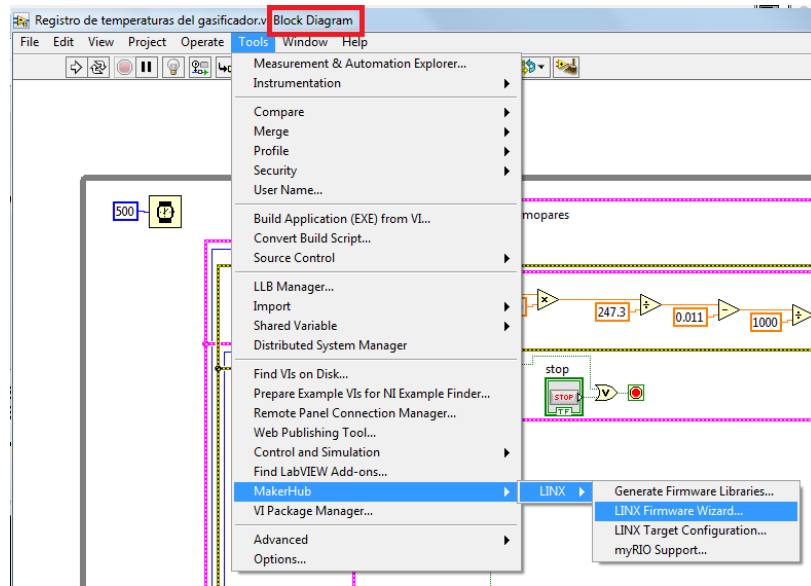 Registro de temperaturas del gasificador.v Block Diagram
File Edit View Project Operate Tools Window Help
Measurement & Automation Explorer...
Instrumentation
Compare
Merge
Profile
Security
User Name...
500
mopares
Build Application (EXE) from VI...
Convert Build Script...
Source Control
LLB Manager...
Import
Shared Variable
Distributed System Manager
247.3
0.011
1000
Find VIs on Disk...
Prepare Example VIs for NI Example Finder...
Remote Panel Connection Manager...
Web Publishing Tool...
Control and Simulation
Find LabVIEW Add-ons...
stop
STOP
TF
MakerHub
VI Package Manager...
Advanced
Options...
LINX
Generate Firmware Libraries...
LINX Firmware Wizard...
LINX Target Configuration...
myRIO Support...